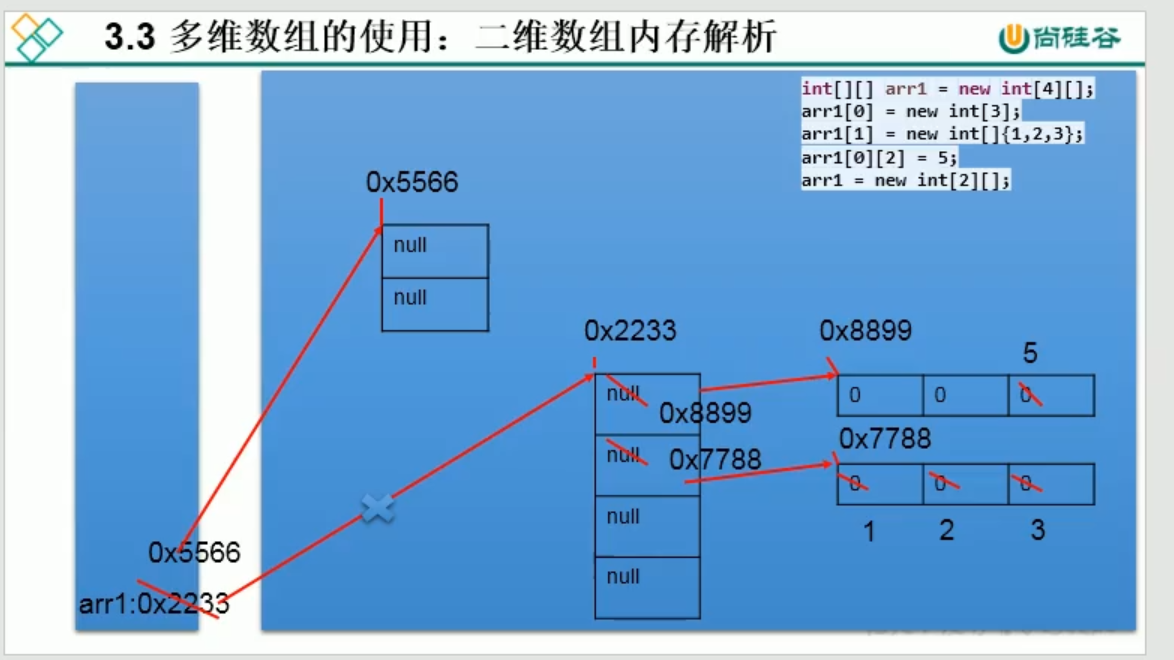 3.3 多维数组的使用：二维数组内存解析
尚硅谷
int[][] arr1 = new int[4][];
arr1[0] = new int[3];
arr1[1] = new int[]{1,2,3};
arr1[0][2] = 5;
arr1 = new int[2][];
0x5566
null
null
0x2233
0x8899
5
null
0x8899
0
0
0
0x7788
null
0x7788
0
0
0
null
1
2
3
null
0x5566
arr1:0x2233